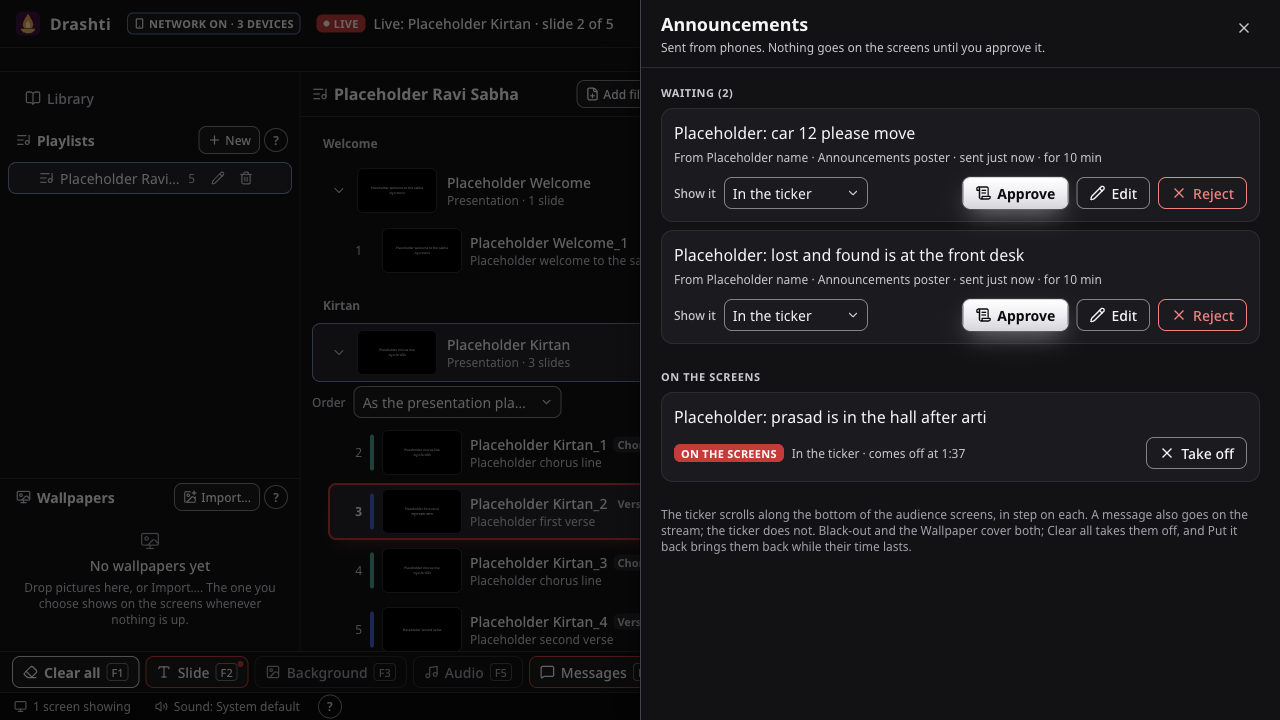 Drashti
NETWORK ON · 3 DEVICES
LIVE
Live: Placeholder Kirtan · slide 2 of 5
Library
Playlists
New
?
Placeholder Ravi...
5
Wallpapers
Import...
?
No wallpapers yet
Drop pictures here, or Import.... The one you
choose shows on the screens whenever
nothing is up.
Placeholder Ravi Sabha
Add fil
Welcome
Placeholder Welcome
Presentation · 1 slide
1
Placeholder Welcome_1
Placeholder welcome to the sa
Kirtan
Placeholder Kirtan
Presentation · 3 slides
Order
As the presentation pla...
2
Placeholder Kirtan_1
Cho
Placeholder chorus line
3
Placeholder Kirtan_2
Vers
Placeholder first verse
4
Placeholder Kirtan_3
Cho
Placeholder chorus line
5
Placeholder Kirtan_4
Vers
Placeholder second verse
Clear all F1
Slide F2
Background F3
Audio F5
Messages
1 screen showing
Sound: System default
?
Announcements
Sent from phones. Nothing goes on the screens until you approve it.
WAITING (2)
Placeholder: car 12 please move
From Placeholder name · Announcements poster · sent just now · for 10 min
Show it
In the ticker
Approve
Edit
Reject
Placeholder: lost and found is at the front desk
From Placeholder name · Announcements poster · sent just now · for 10 min
Show it
In the ticker
Approve
Edit
Reject
ON THE SCREENS
Placeholder: prasad is in the hall after arti
ON THE SCREENS
In the ticker · comes off at 1:37
Take off
The ticker scrolls along the bottom of the audience screens, in step on each. A message also goes on the
stream; the ticker does not. Black-out and the Wallpaper cover both; Clear all takes them off, and Put it
back brings them back while their time lasts.